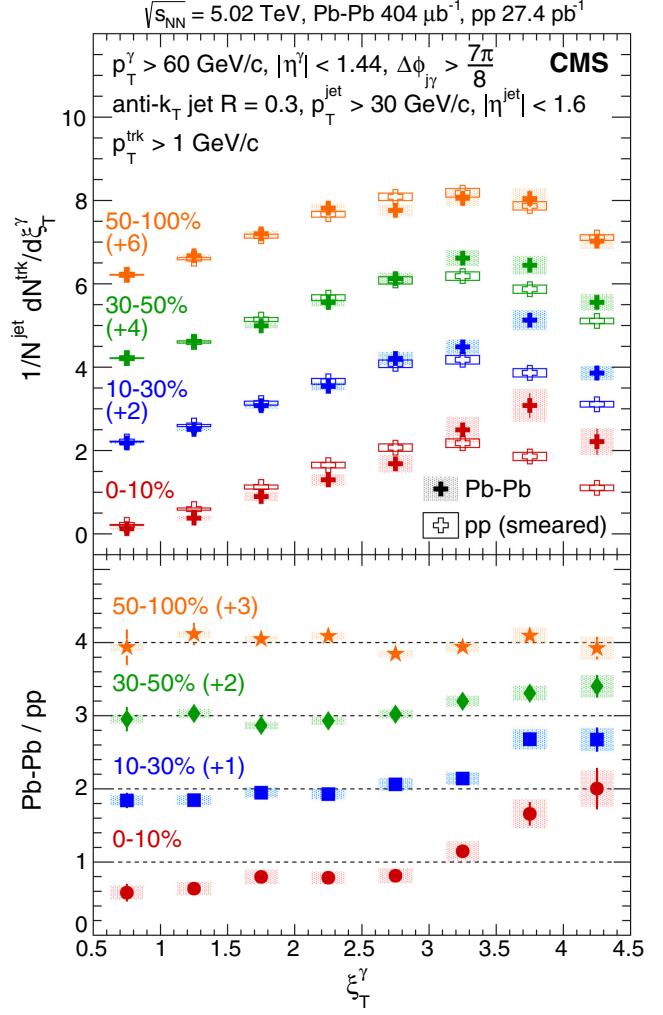 √s_NN = 5.02 TeV, Pb-Pb 404 μb⁻¹, pp 27.4 pb⁻¹
p_T^γ > 60 GeV/c, |η^γ| < 1.44, Δϕ_jγ > 7π/8
CMS
anti-k_T jet R = 0.3, p_T^jet > 30 GeV/c, |η^jet| < 1.6
p_T^trk > 1 GeV/c
1/N^jet dN^trk/dξ_T^γ
10
8
6
4
2
0
50-100%
(+6)
30-50%
(+4)
10-30%
(+2)
0-10%
Pb-Pb
pp (smeared)
Pb-Pb / pp
5
4
3
2
1
0
50-100% (+3)
30-50% (+2)
10-30% (+1)
0-10%
0.5 1 1.5 2 2.5 3 3.5 4 4.5
ξ_T^γ